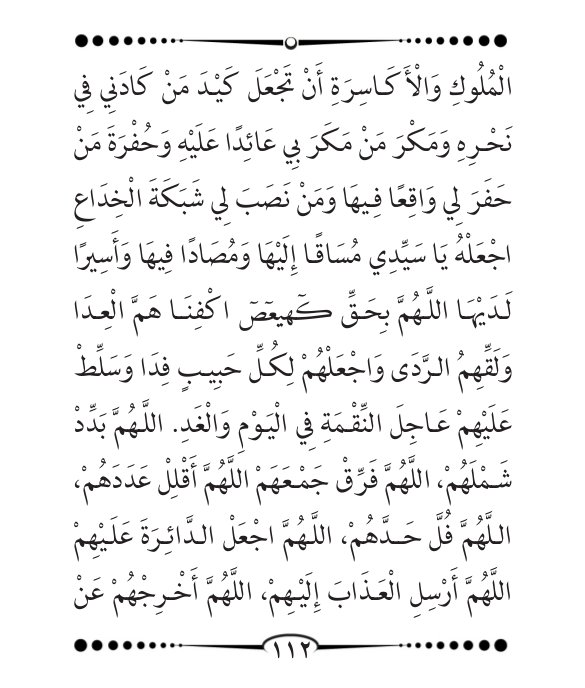 الْمُلُوكِ وَالْأَكَاسِرَةِ أَنْ تَجْعَلَ كَيْدَ مَنْ كَادَنِي فِي
نَحْرِهِ وَمَكْرَ مَنْ مَكَرَ بِي عَائِدًا عَلَيْهِ وَحُفْرَةَ مَنْ
حَفَرَ لِي وَاقِعًا فِيهَا وَمَنْ نَصَبَ لِي شَبَكَةَ الْخِدَاعِ
اجْعَلْهُ يَا سَيِّدِي مُسَاقًا إِلَيْهَا وَمُصَادًا فِيهَا وَأَسِيرًا
لَدَيْهَا اللَّهُمَّ بِحَقِّ كٓهيعٓصٓ اكْفِنَا هَمَّ الْعِدَا
وَلَقِّهِمُ الرَّدَى وَاجْعَلْهُمْ لِكُلِّ حَبِيبٍ فِدَا وَسَلِّطْ
عَلَيْهِمْ عَاجِلَ النِّقْمَةِ فِي الْيَوْمِ وَالْغَدِ. اللَّهُمَّ بَدِّدْ
شَمْلَهُمْ، اللَّهُمَّ فَرِّقْ جَمْعَهَمْ اللَّهُمَّ أَقْلِلْ عَدَدَهُمْ،
اللَّهُمَّ فُلَّ حَدَّهُمْ، اللَّهُمَّ اجْعَلْ الدَّائِرَةَ عَلَيْهِمْ
اللَّهُمَّ أَرْسِلِ الْعَذَابَ إِلَيْهِمْ، اللَّهُمَّ أَخْرِجْهُمْ عَنْ
١١٢